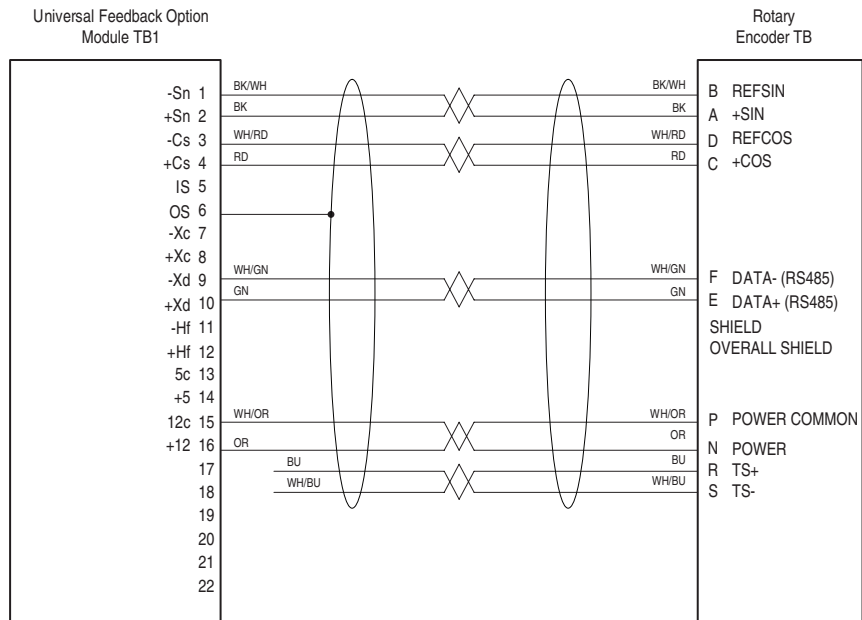 Universal Feedback Option
Module TB1
Rotary
Encoder TB
-Sn 1 BK/WH BK/WH B REFSIN
+Sn 2 BK BK A +SIN
-Cs 3 WH/RD WH/RD D REFCOS
+Cs 4 RD RD C +COS
IS 5
OS 6
-Xc 7
+Xc 8
-Xd 9 WH/GN WH/GN F DATA- (RS485)
+Xd 10 GN GN E DATA+ (RS485)
-Hf 11 SHIELD
+Hf 12 OVERALL SHIELD
5c 13
+5 14
12c 15 WH/OR WH/OR P POWER COMMON
+12 16 OR OR N POWER
17 BU BU R TS+
18 WH/BU WH/BU S TS-
19
20
21
22